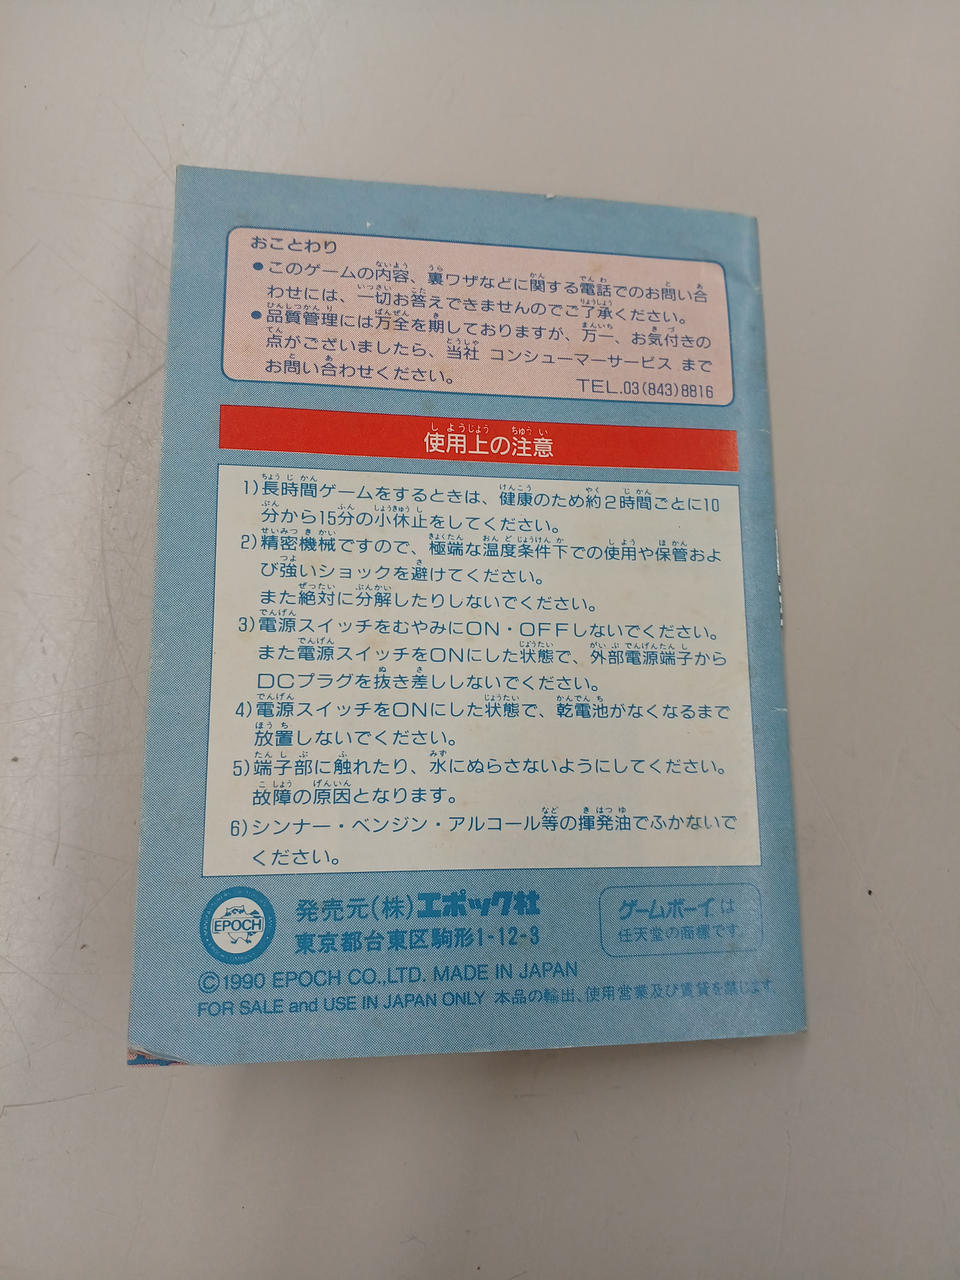 おことわり
●このゲームの内容、裏ワザなどに関する電話でのお問い合
わせには、一切お答えできませんのでご了承ください。
●品質管理には万全を期しておりますが、万一、お気付きの
点がございましたら、当社 コンシューマーサービス まで
お問い合わせください。
TEL.03(843)8816
使用上の注意
1)長時間ゲームをするときは、健康のため約2時間ごとに10
分から15分の小休止をしてください。
2)精密機械ですので、極端な温度条件下での使用や保管およ
び強いショックを避けてください。
また絶対に分解したりしないでください。
3)電源スイッチをむやみにON・OFFしないでください。
また電源スイッチをONにした状態で、外部電源端子から
DCプラグを抜き差ししないでください。
4)電源スイッチをONにした状態で、乾電池がなくなるまで
放置しないでください。
5)端子部に触れたり、水にぬらさないようにしてください。
故障の原因となります。
6)シンナー・ベンジン・アルコール等の揮発油でふかないで
ください。
EPOCH
発売元(株)エポック社
東京都台東区駒形1-12-3
ゲームボーイは
任天堂の商標です。
©1990 EPOCH CO.,LTD. MADE IN JAPAN
FOR SALE and USE IN JAPAN ONLY 本品の輸出、使用営業及び賃貸を禁じます。